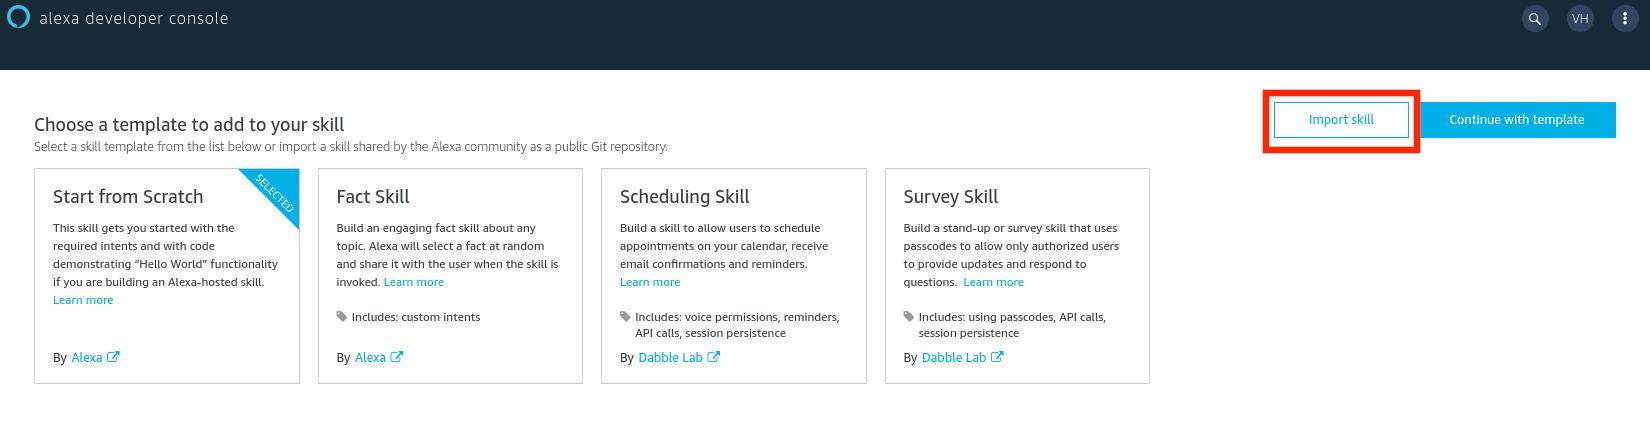 alexa developer console
VH
Import skill
Continue with template
Choose a template to add to your skill
Select a skill template from the list below or import a skill shared by the Alexa community as a public Git repository.
Start from Scratch
SELECTED
This skill gets you started with the
required intents and with code
demonstrating “Hello World” functionality
if you are building an Alexa-hosted skill.
Learn more
By Alexa
Fact Skill
Build an engaging fact skill about any
topic. Alexa will select a fact at random
and share it with the user when the skill is
invoked. Learn more
Includes: custom intents
By Alexa
Scheduling Skill
Build a skill to allow users to schedule
appointments on your calendar, receive
email confirmations and reminders.
Learn more
Includes: voice permissions, reminders,
API calls, session persistence
By Dabble Lab
Survey Skill
Build a stand-up or survey skill that uses
passcodes to allow only authorized users
to provide updates and respond to
questions. Learn more
Includes: using passcodes, API calls,
session persistence
By Dabble Lab